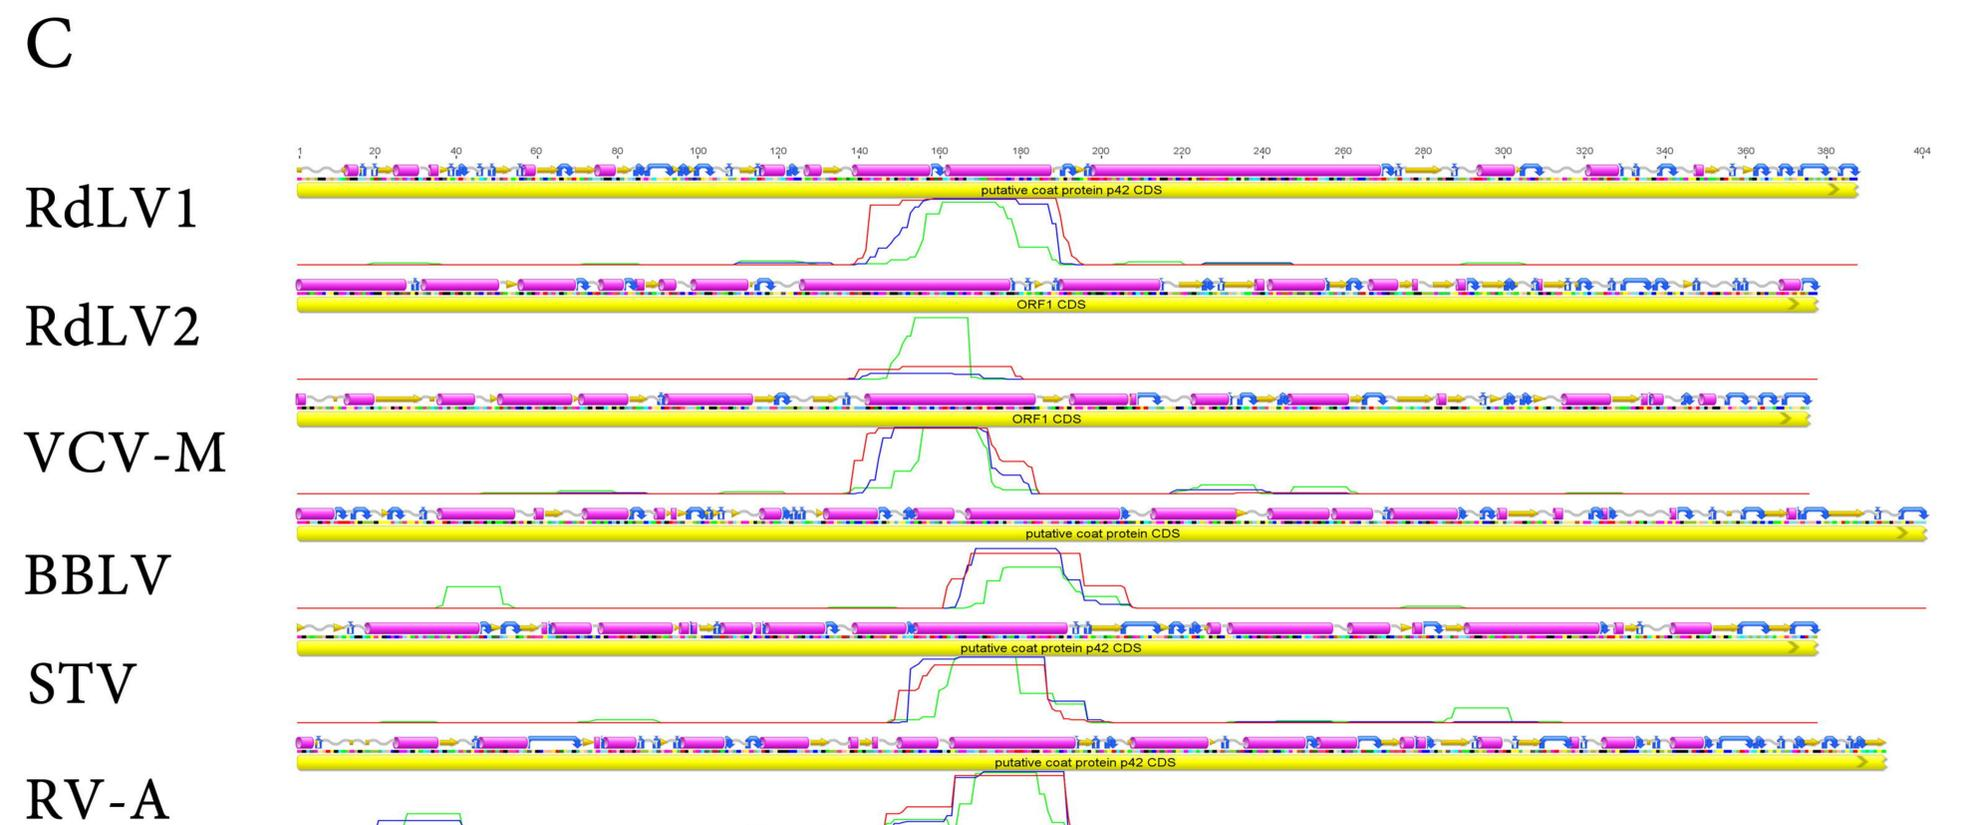 C
1 20 40 60 80 100 120 140 160 180 200 220 240 260 280 300 320 340 360 380 404
putative coat protein p42 CDS
RdLV1
ORF1 CDS
RdLV2
ORF1 CDS
VCV-M
putative coat protein CDS
BBLV
putative coat protein p42 CDS
STV
putative coat protein p42 CDS
RV-A